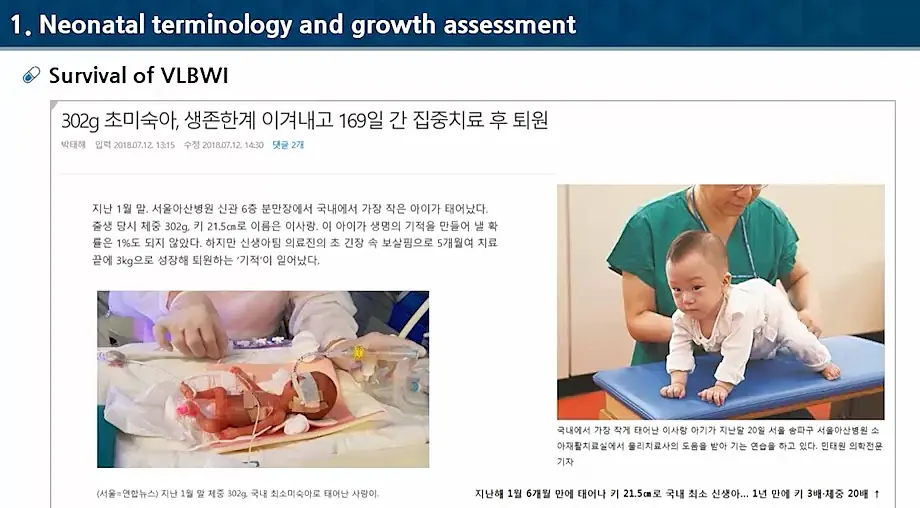 1. Neonatal terminology and growth assessment
Survival of VLBWI
302g 초미숙아, 생존한계 이겨내고 169일 간 집중치료 후 퇴원
박태해 입력 2018.07.12. 13:15 수정 2018.07.12. 14:30 댓글 2개
지난 1월 말. 서울아산병원 신관 6층 분만장에서 국내에서 가장 작은 아이가 태어났다.
출생 당시 체중 302g, 키 21.5㎝로 이름은 이사랑. 이 아이가 생명의 기적을 만들어 낼 확
률은 1%도 되지 않았다. 하지만 신생아팀 의료진의 초 긴장 속 보살핌으로 5개월여 치료
끝에 3kg으로 성장해 퇴원하는 '기적'이 일어났다.
국내에서 가장 작게 태어난 이사랑 아기가 지난달 20일 서울 송파구 서울아산병원 소
아재활치료실에서 물리치료사의 도움을 받아 기는 연습을 하고 있다. 민태원 의학전문
기자
(서울=연합뉴스) 지난 1월 말 체중 302g, 국내 최소미숙아로 태어난 사랑이.
지난해 1월 6개월 만에 태어나 키 21.5㎝로 국내 최소 신생아... 1년 만에 키 3배·체중 20배 ↑